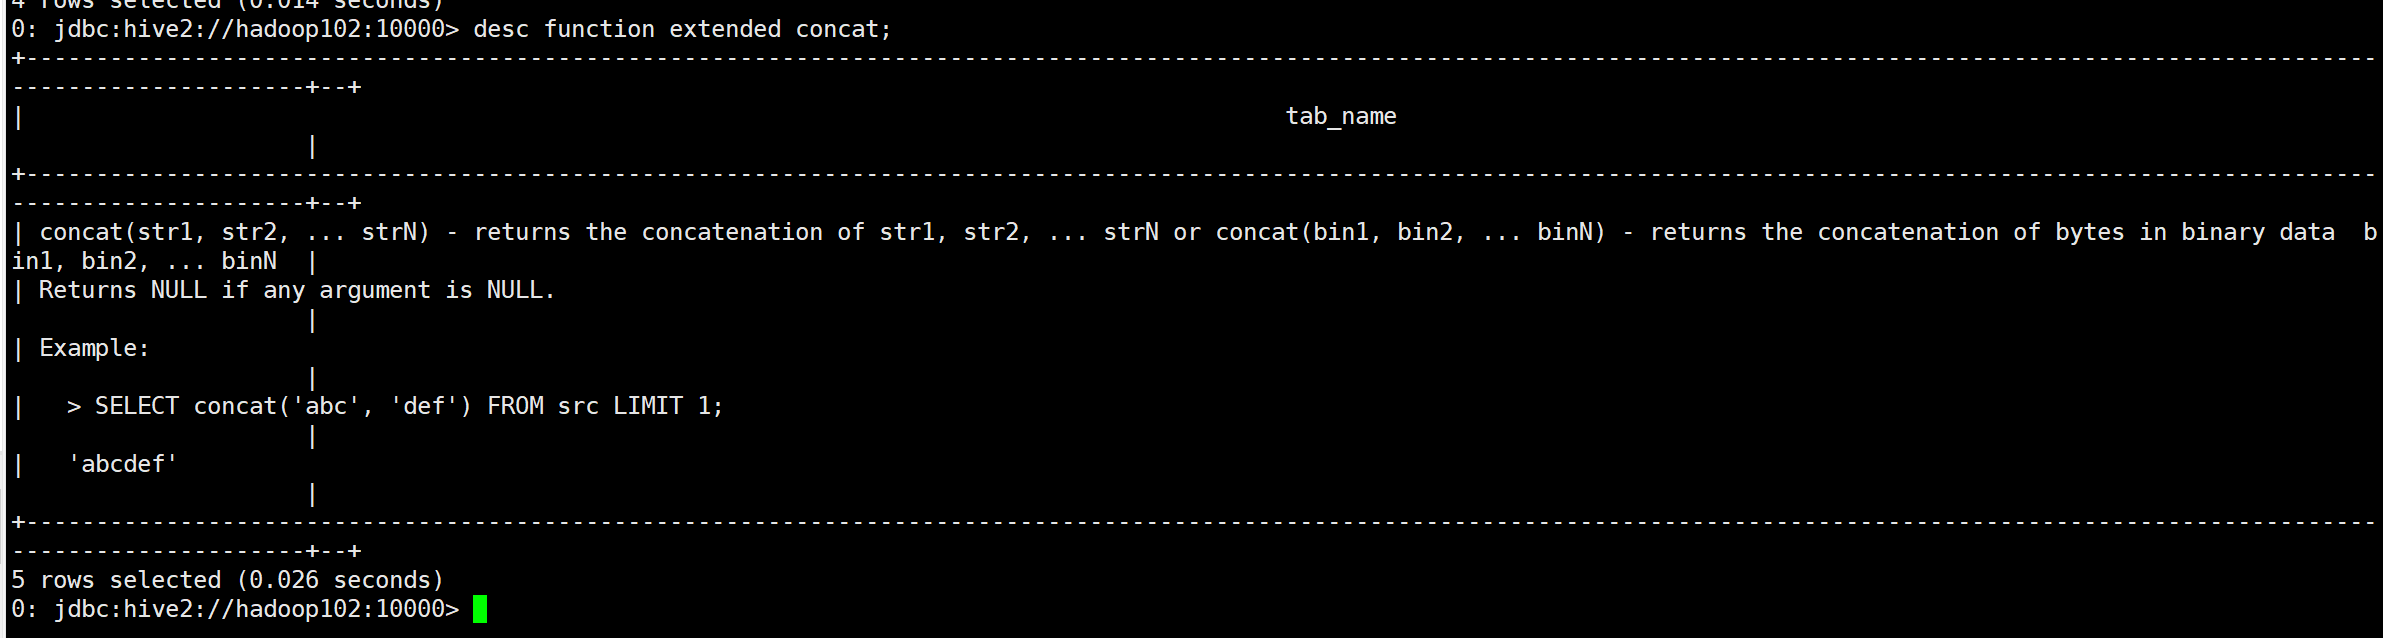 4 rows selected (0.014 seconds)
0: jdbc:hive2://hadoop102:10000> desc function extended concat;
+------------------------------------------------------------------------------------------------------------------------------------------------------------------------
---------------------+--+
| tab_name
|
+------------------------------------------------------------------------------------------------------------------------------------------------------------------------
---------------------+--+
| concat(str1, str2, ... strN) - returns the concatenation of str1, str2, ... strN or concat(bin1, bin2, ... binN) - returns the concatenation of bytes in binary data  b
in1, bin2, ... binN  |
| Returns NULL if any argument is NULL.
|
| Example:
|
|   > SELECT concat('abc', 'def') FROM src LIMIT 1;
|
|   'abcdef'
|
+------------------------------------------------------------------------------------------------------------------------------------------------------------------------
---------------------+--+
5 rows selected (0.026 seconds)
0: jdbc:hive2://hadoop102:10000>